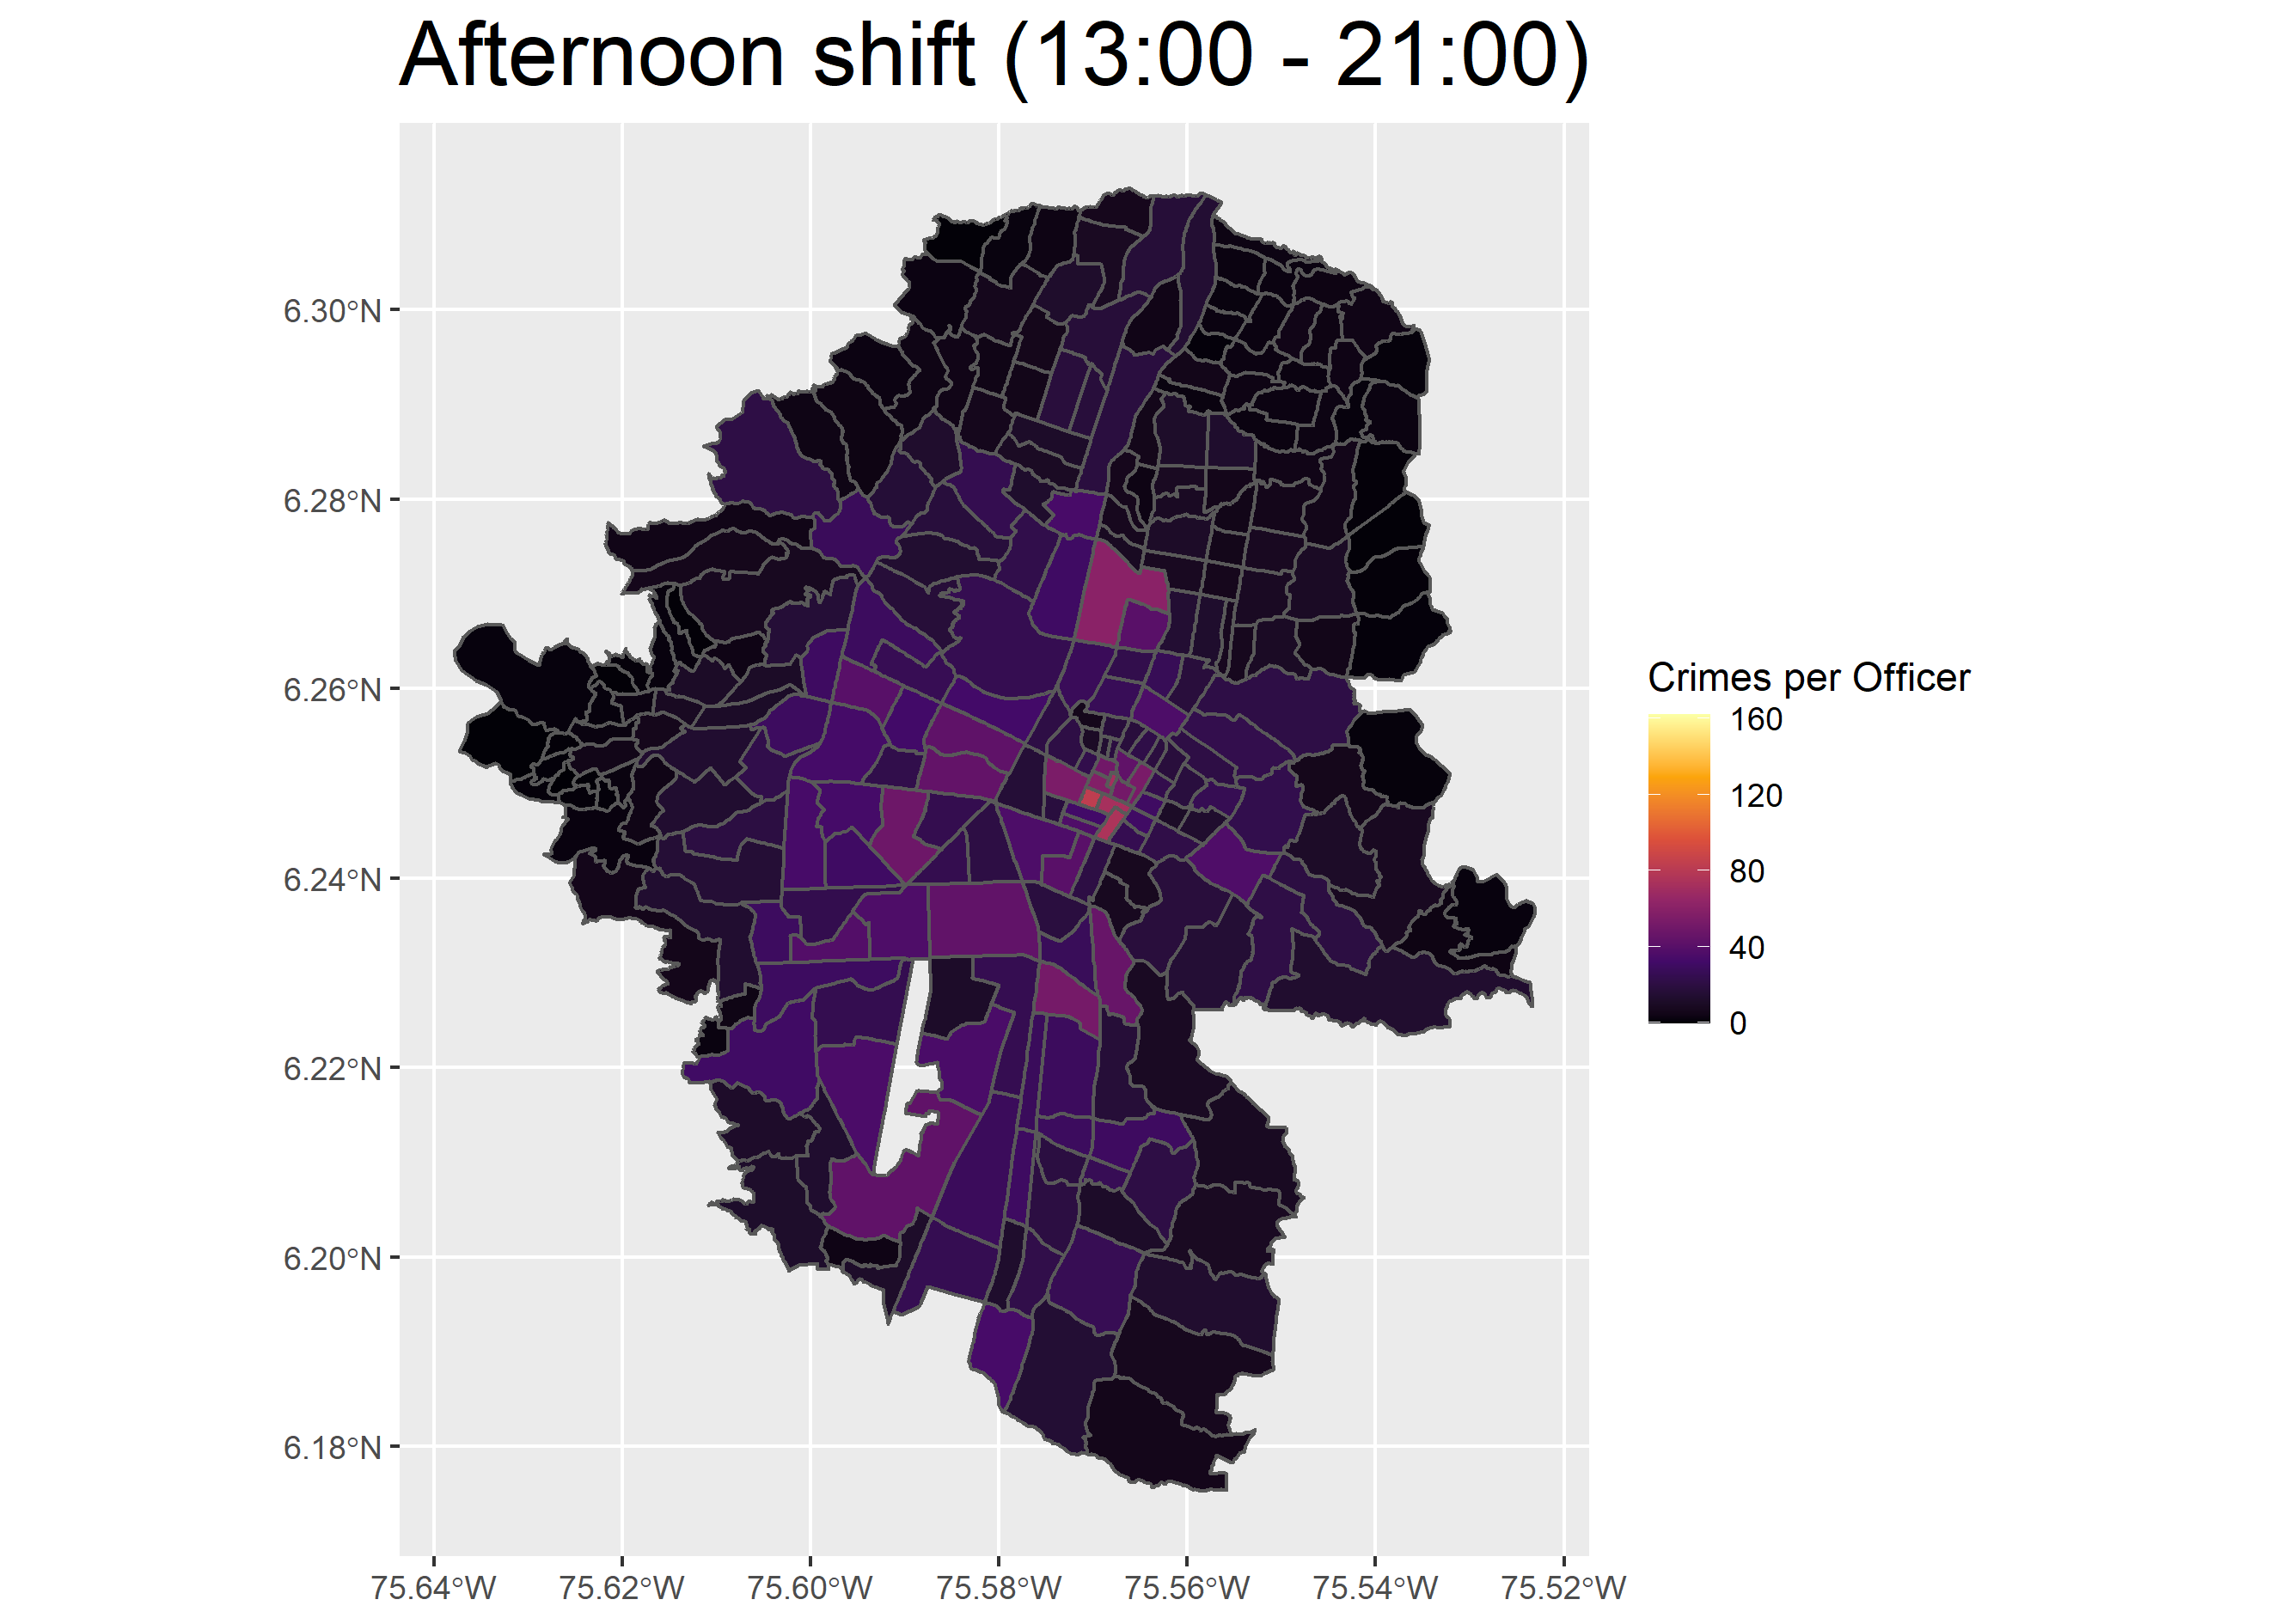 Afternoon shift (13:00 - 21:00)
6.30°N
6.28°N
6.26°N
6.24°N
6.22°N
6.20°N
6.18°N
75.64°W 75.62°W 75.60°W 75.58°W 75.56°W 75.54°W 75.52°W
Crimes per Officer
160
120
80
40
0